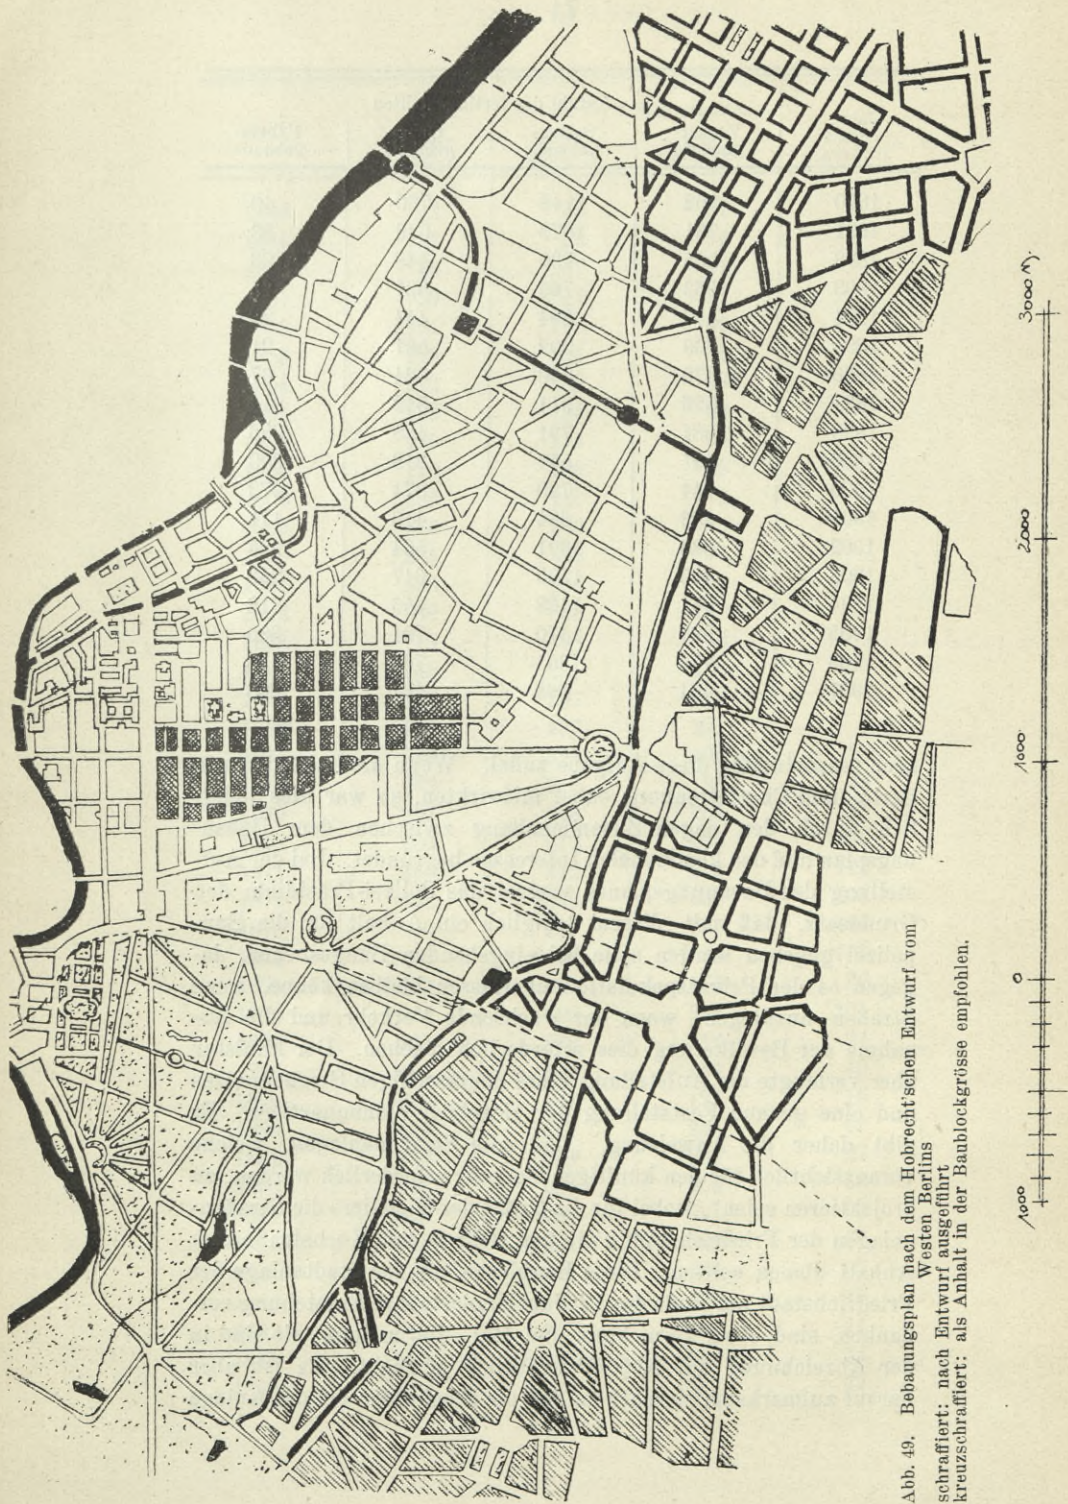 Abb. 49. Bebauungsplan nach dem Hobrecht'schen Entwurf vom
Westen Berlins
schraffiert: nach Entwurf ausgeführt
kreuzschraffiert: als Anhalt in der Baublockgrösse empfohlen.
1000 0 1000 2000 3000 M.